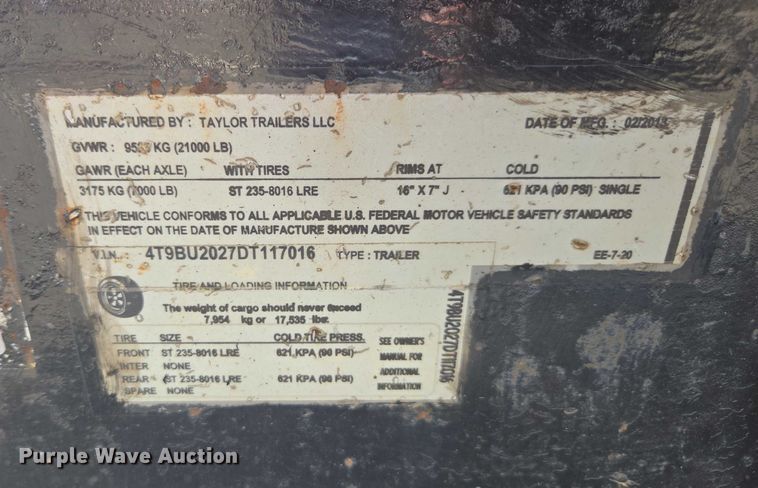 MANUFACTURED BY : TAYLOR TRAILERS LLC DATE OF MFG : 02/2013
GVWR : KG (21000 LB)
GAWR (EACH AXLE) WITH TIRES RIMS AT COLD
3175 KG (7000 LB) ST 235-8016 LRE 16" X 7" J 621 KPA (90 PSI) SINGLE
THIS VEHICLE CONFORMS TO ALL APPLICABLE U.S. FEDERAL MOTOR VEHICLE SAFETY STANDARDS
IN EFFECT ON THE DATE OF MANUFACTURE SHOWN ABOVE
V.I.N. 4T9BU2027DT117016 TYPE : TRAILER EE-7-20
TIRE AND LOADING INFORMATION
The weight of cargo should never exceed
7,954 kg or 17,535 lbs.
TIRE SIZE COLD TIRE PRESS.
FRONT ST 235-8016 LRE 621 KPA (90 PSI)
INTER NONE
REAR ST 235-8016 LRE 621 KPA (90 PSI)
SPARE NONE
SEE OWNER'S
MANUAL FOR
ADDITIONAL
INFORMATION
4T9BU2027DT117016
Purple Wave Auction